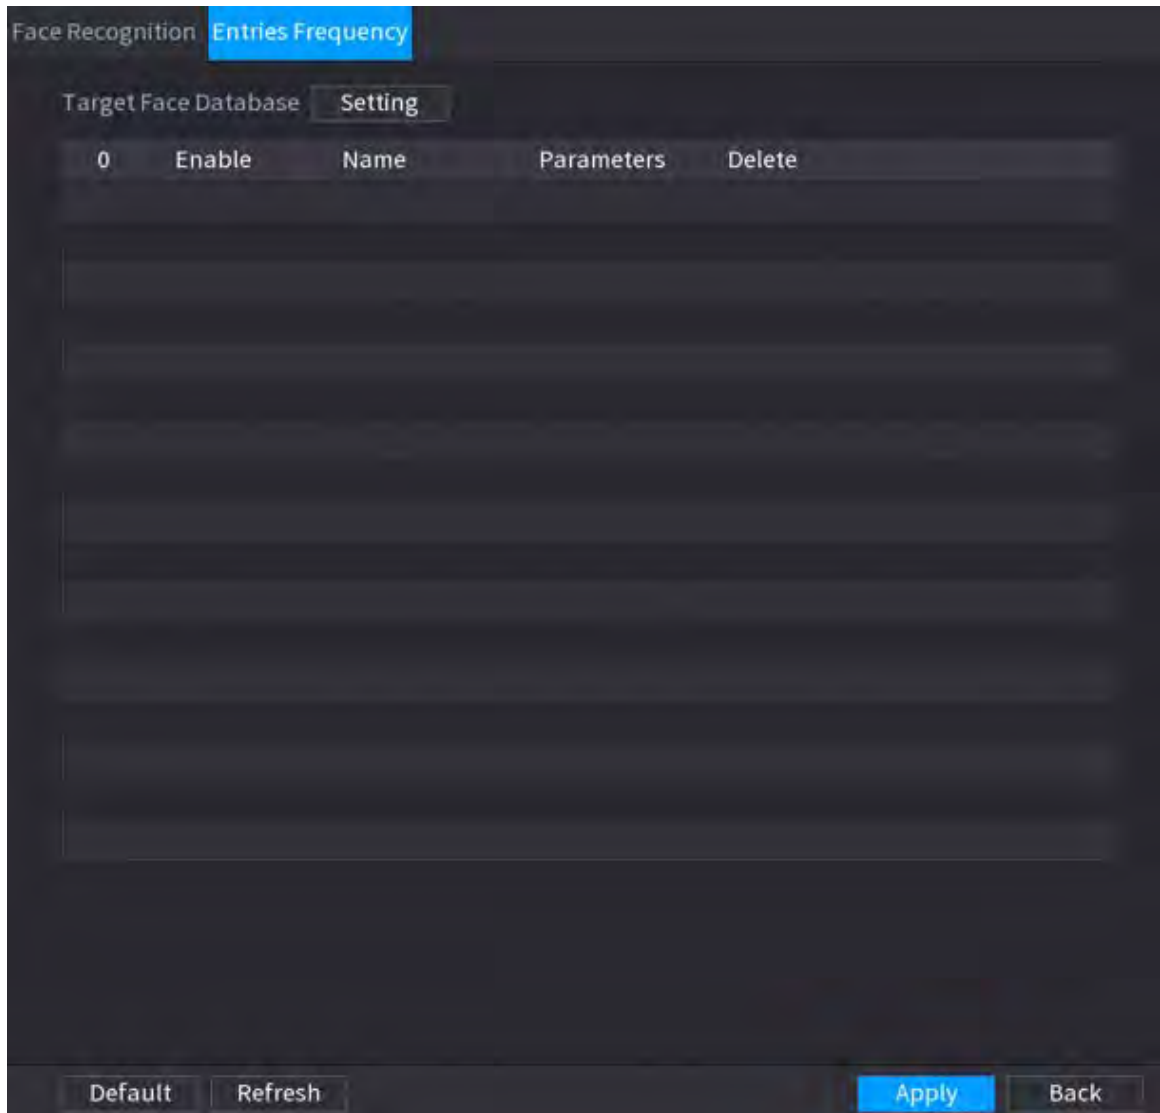 Face Recognition Entries Frequency
Target Face Database Setting
0 Enable Name Parameters Delete
Default Refresh Apply Back